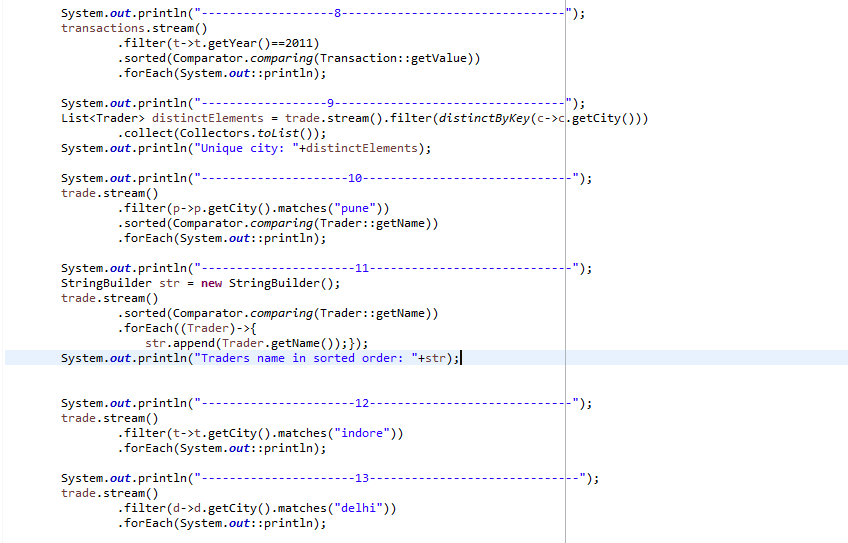 System.out.println("-------------------8--------------------------------");
transactions.stream()
.filter(t->t.getYear()==2011)
.sorted(Comparator.comparing(Transaction::getValue))
.forEach(System.out::println);
System.out.println("------------------9---------------------------------");
List<Trader> distinctElements = trade.stream().filter(distinctByKey(c->c.getCity()))
.collect(Collectors.toList());
System.out.println("Unique city: "+distinctElements);
System.out.println("---------------------10------------------------------");
trade.stream()
.filter(p->p.getCity().matches("pune"))
.sorted(Comparator.comparing(Trader::getName))
.forEach(System.out::println);
System.out.println("----------------------11-----------------------------");
StringBuilder str = new StringBuilder();
trade.stream()
.sorted(Comparator.comparing(Trader::getName))
.forEach((Trader)->{
str.append(Trader.getName());});
System.out.println("Traders name in sorted order: "+str);
System.out.println("----------------------12-----------------------------");
trade.stream()
.filter(t->t.getCity().matches("indore"))
.forEach(System.out::println);
System.out.println("----------------------13------------------------------");
trade.stream()
.filter(d->d.getCity().matches("delhi"))
.forEach(System.out::println);